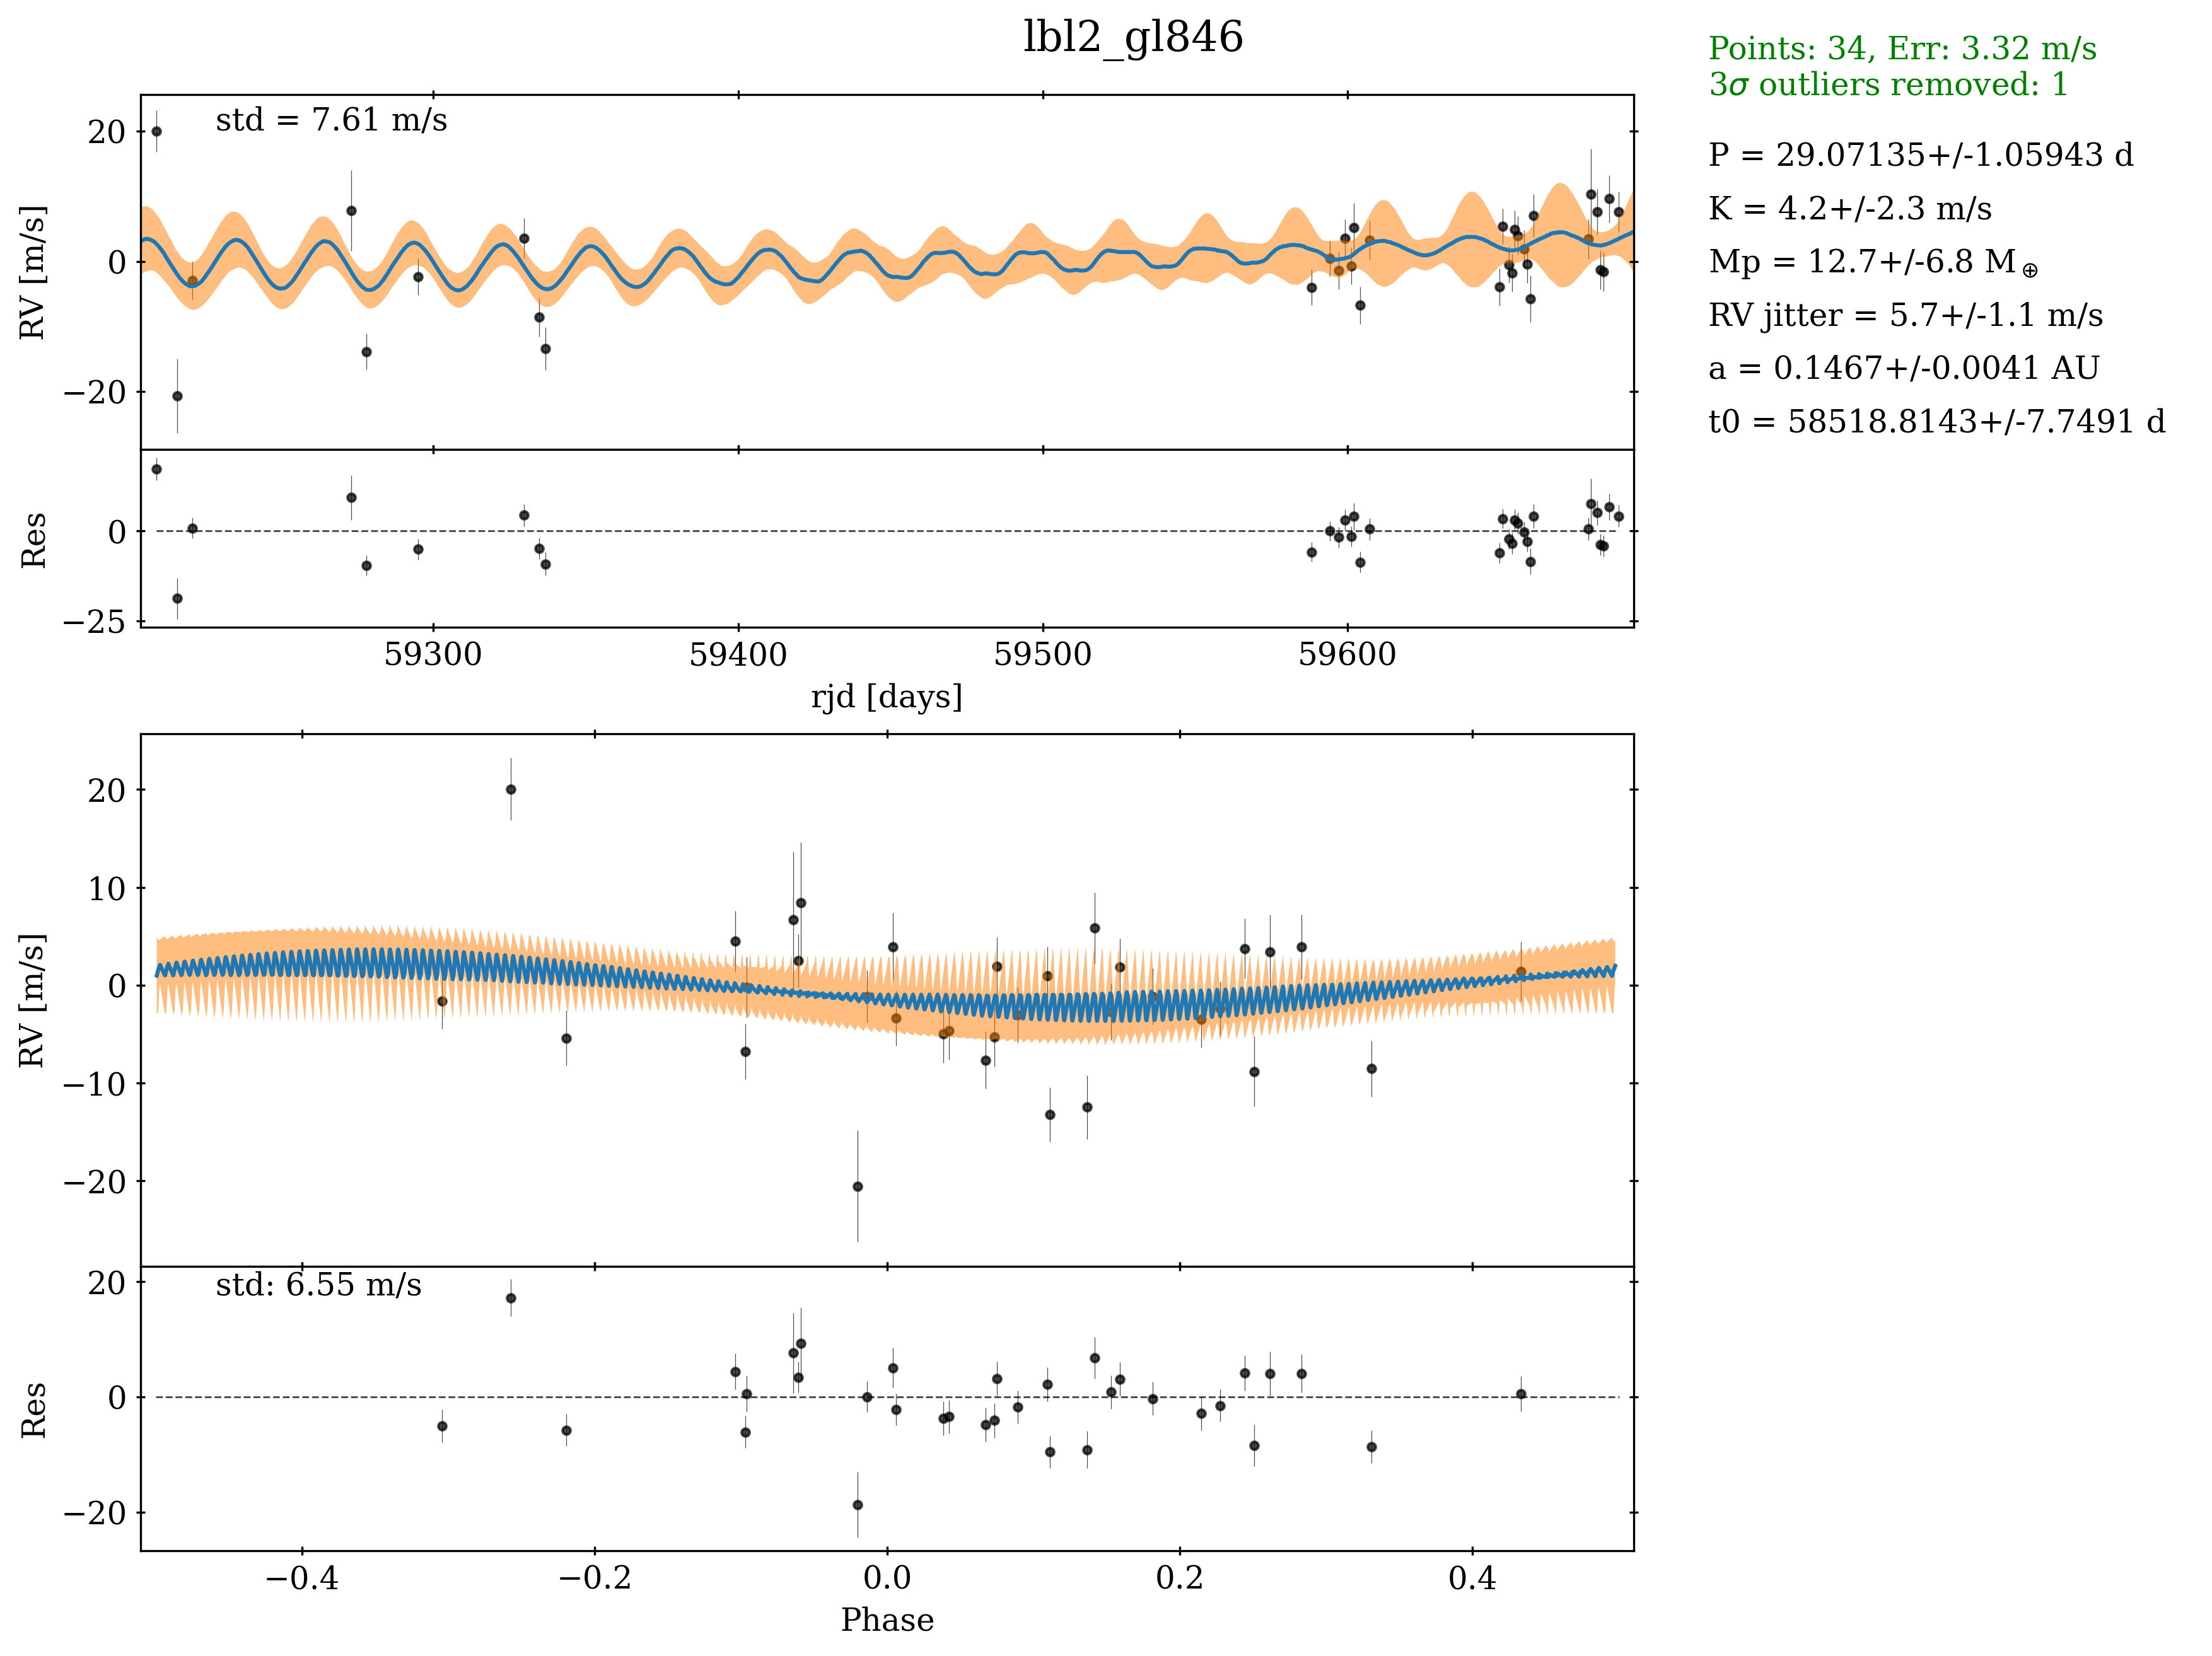 lbl2_gl846
Points: 34, Err: 3.32 m/s
3σ outliers removed: 1
P = 29.07135+/-1.05943 d
K = 4.2+/-2.3 m/s
Mp = 12.7+/-6.8 M⊕
RV jitter = 5.7+/-1.1 m/s
a = 0.1467+/-0.0041 AU
t0 = 58518.8143+/-7.7491 d
std = 7.61 m/s
RV [m/s]
20
0
−20
Res
0
−25
59300 59400 59500 59600
rjd [days]
RV [m/s]
20
10
0
−10
−20
std: 6.55 m/s
Res
20
0
−20
−0.4 −0.2 0.0 0.2 0.4
Phase